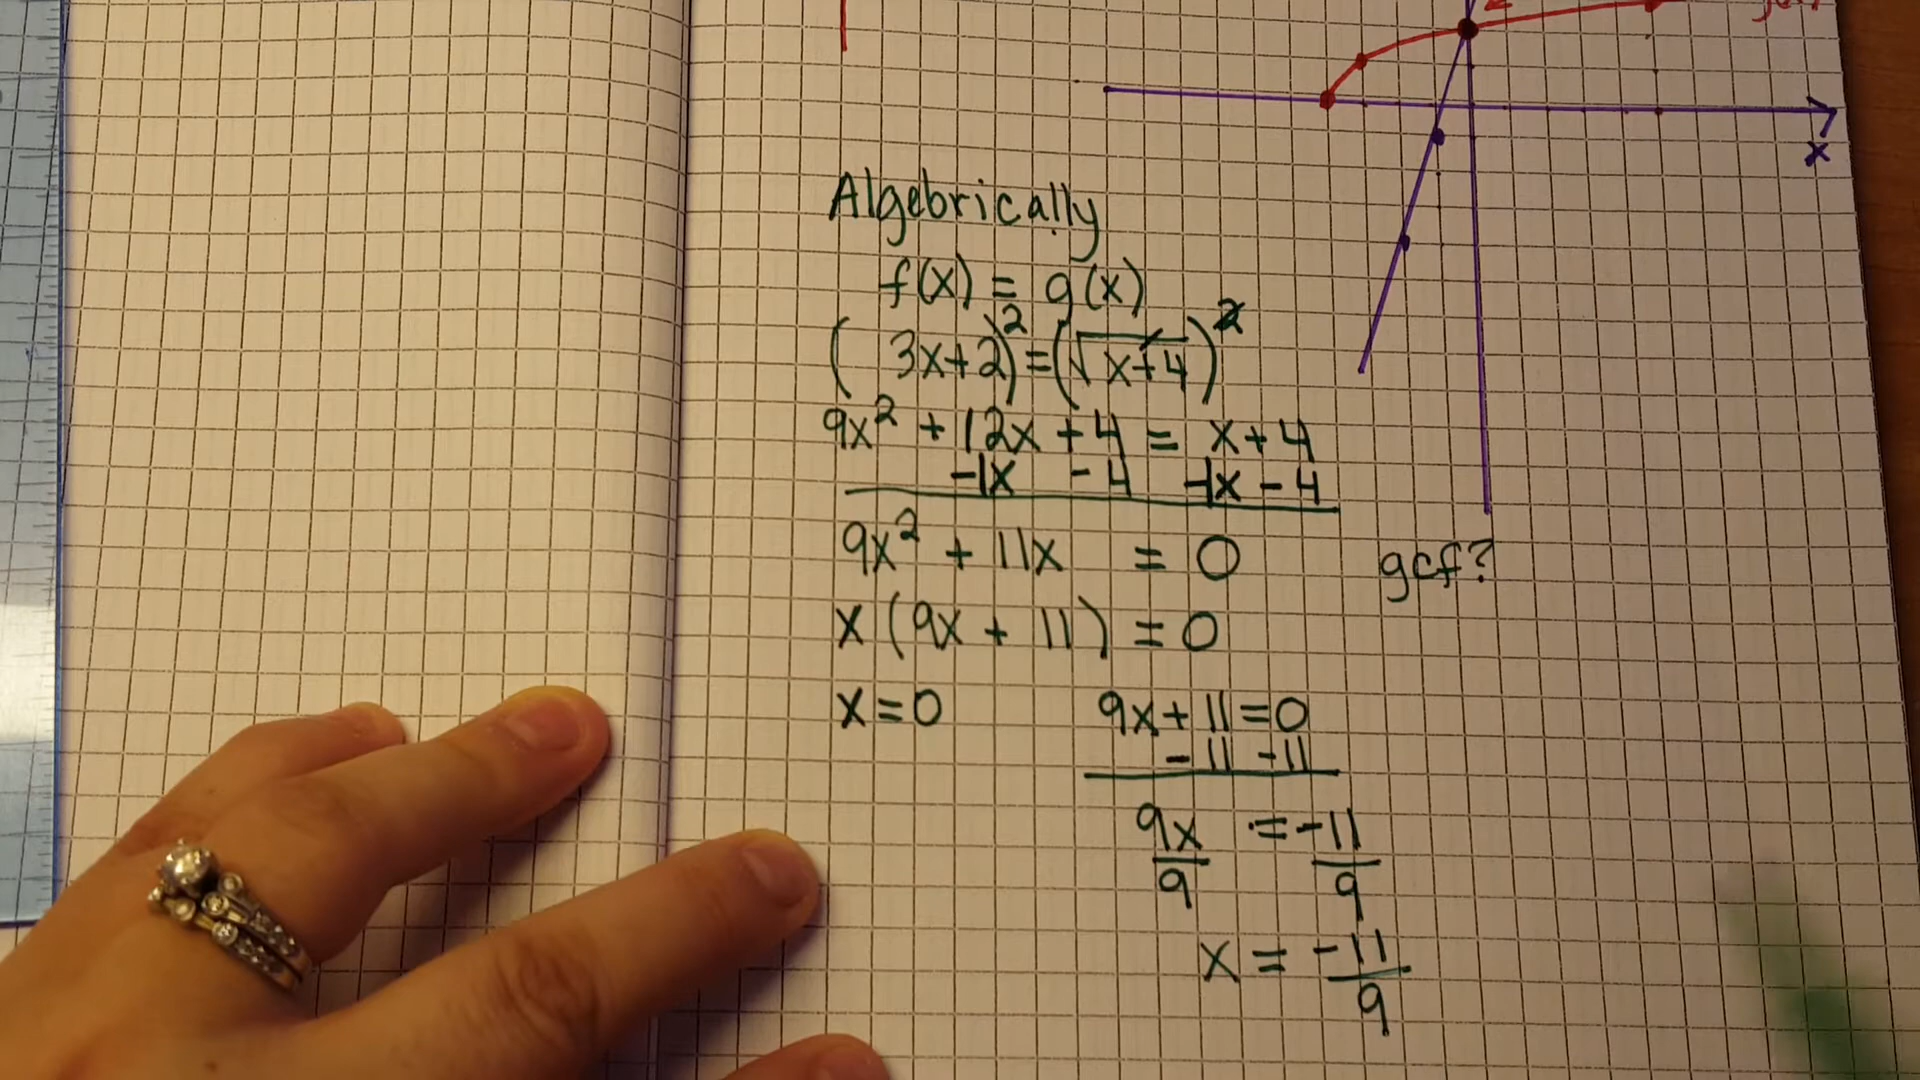 x
Algebrically
f(x) = g(x)
( 3x+2)² = (√x+4)²
9x² + 12x + 4 = x + 4
-1x - 4 -1x - 4
9x² + 11x = 0 gcf?
x (9x + 11) = 0
x = 0 9x + 11 = 0
- 11 - 11
9x = -11
9 9
x = -11
9